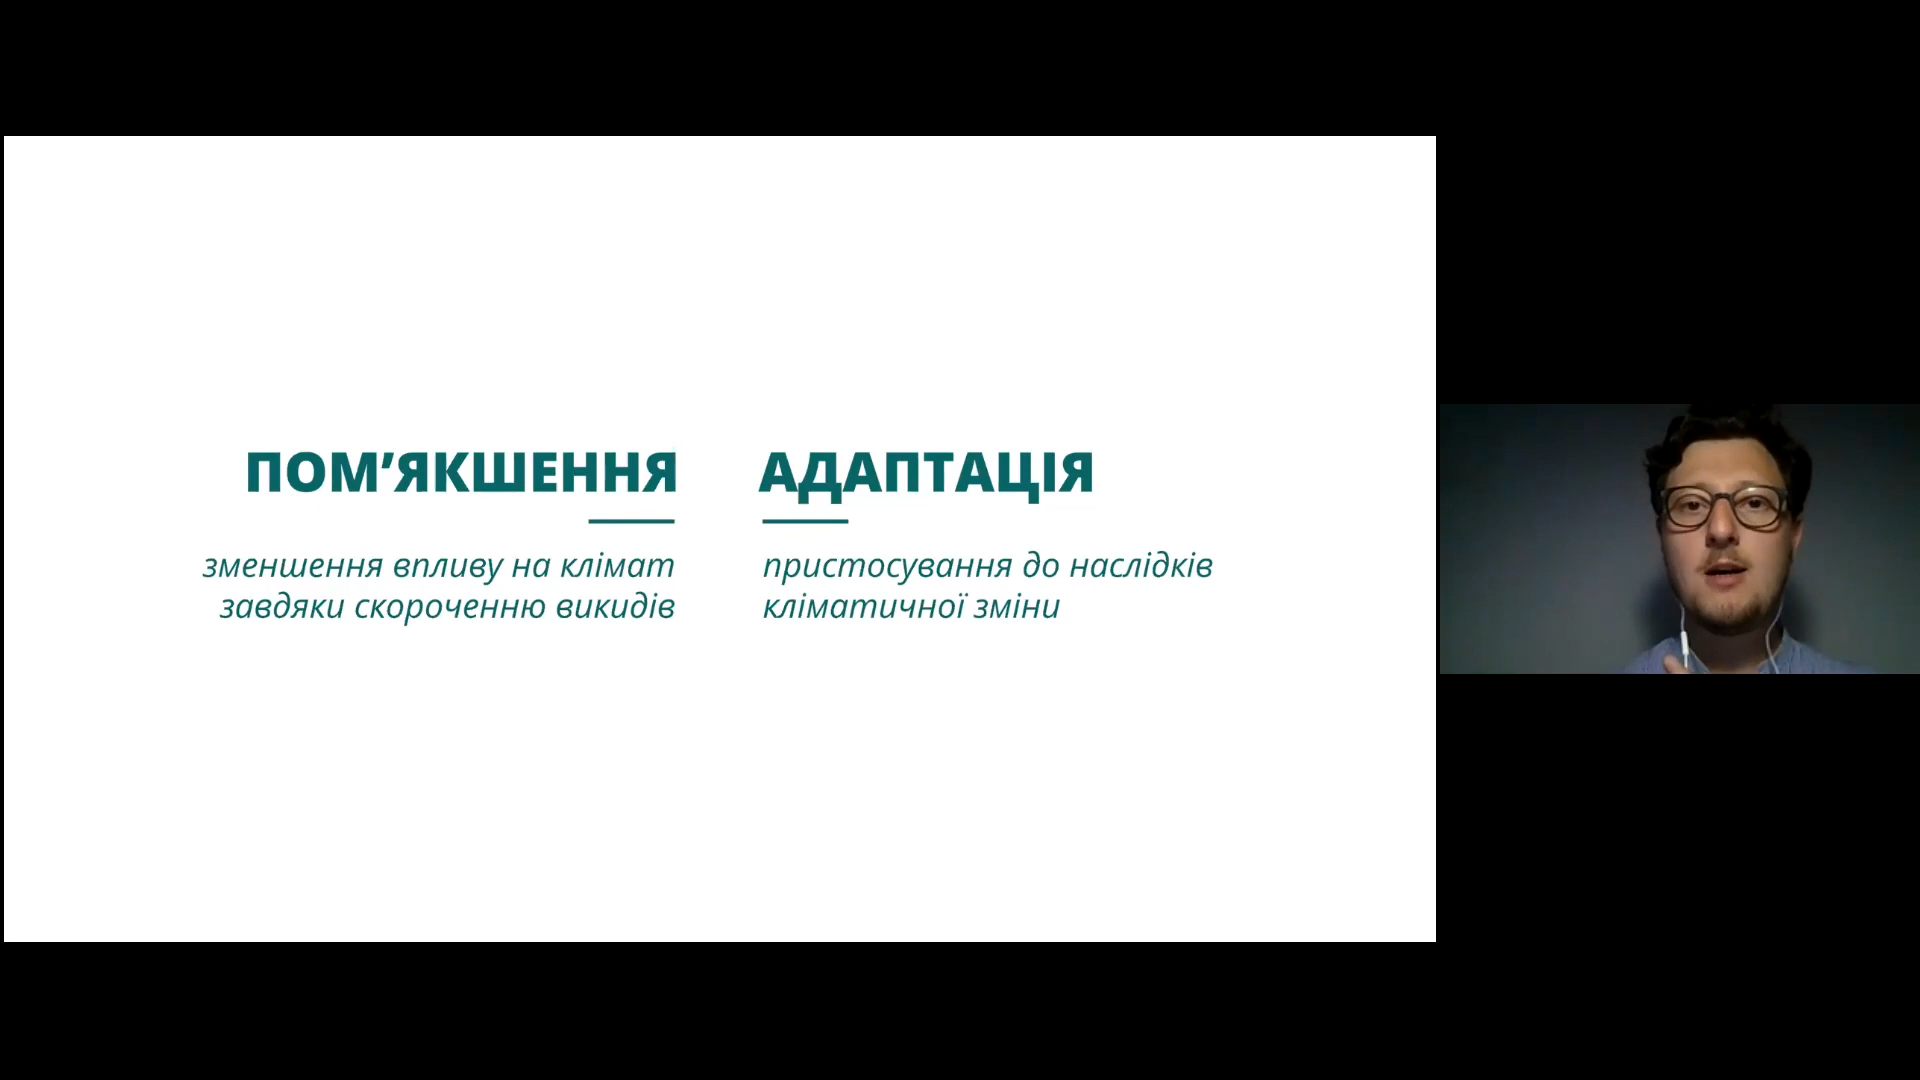 ПОМ’ЯКШЕННЯ
зменшення впливу на клімат
завдяки скороченню викидів
АДАПТАЦІЯ
пристосування до наслідків
кліматичної зміни